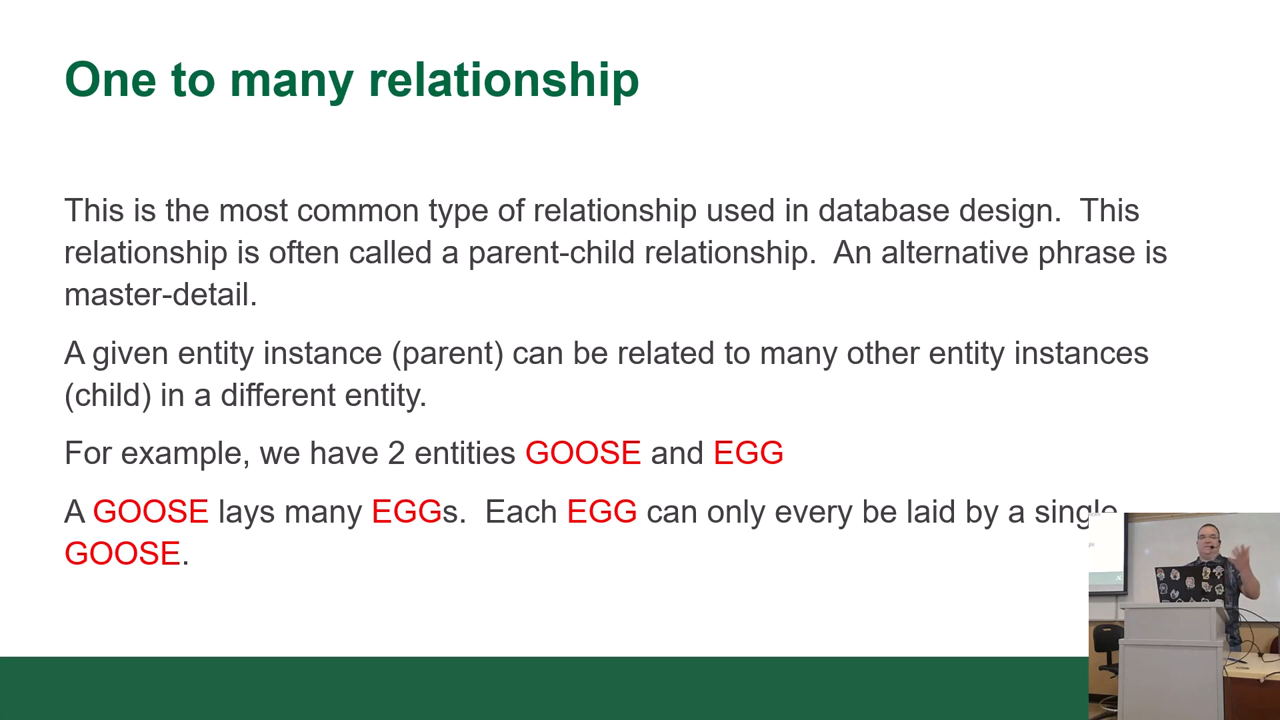 One to many relationship
This is the most common type of relationship used in database design. This
relationship is often called a parent-child relationship. An alternative phrase is
master-detail.
A given entity instance (parent) can be related to many other entity instances
(child) in a different entity.
For example, we have 2 entities GOOSE and EGG
A GOOSE lays many EGGs. Each EGG can only every be laid by a single
GOOSE.